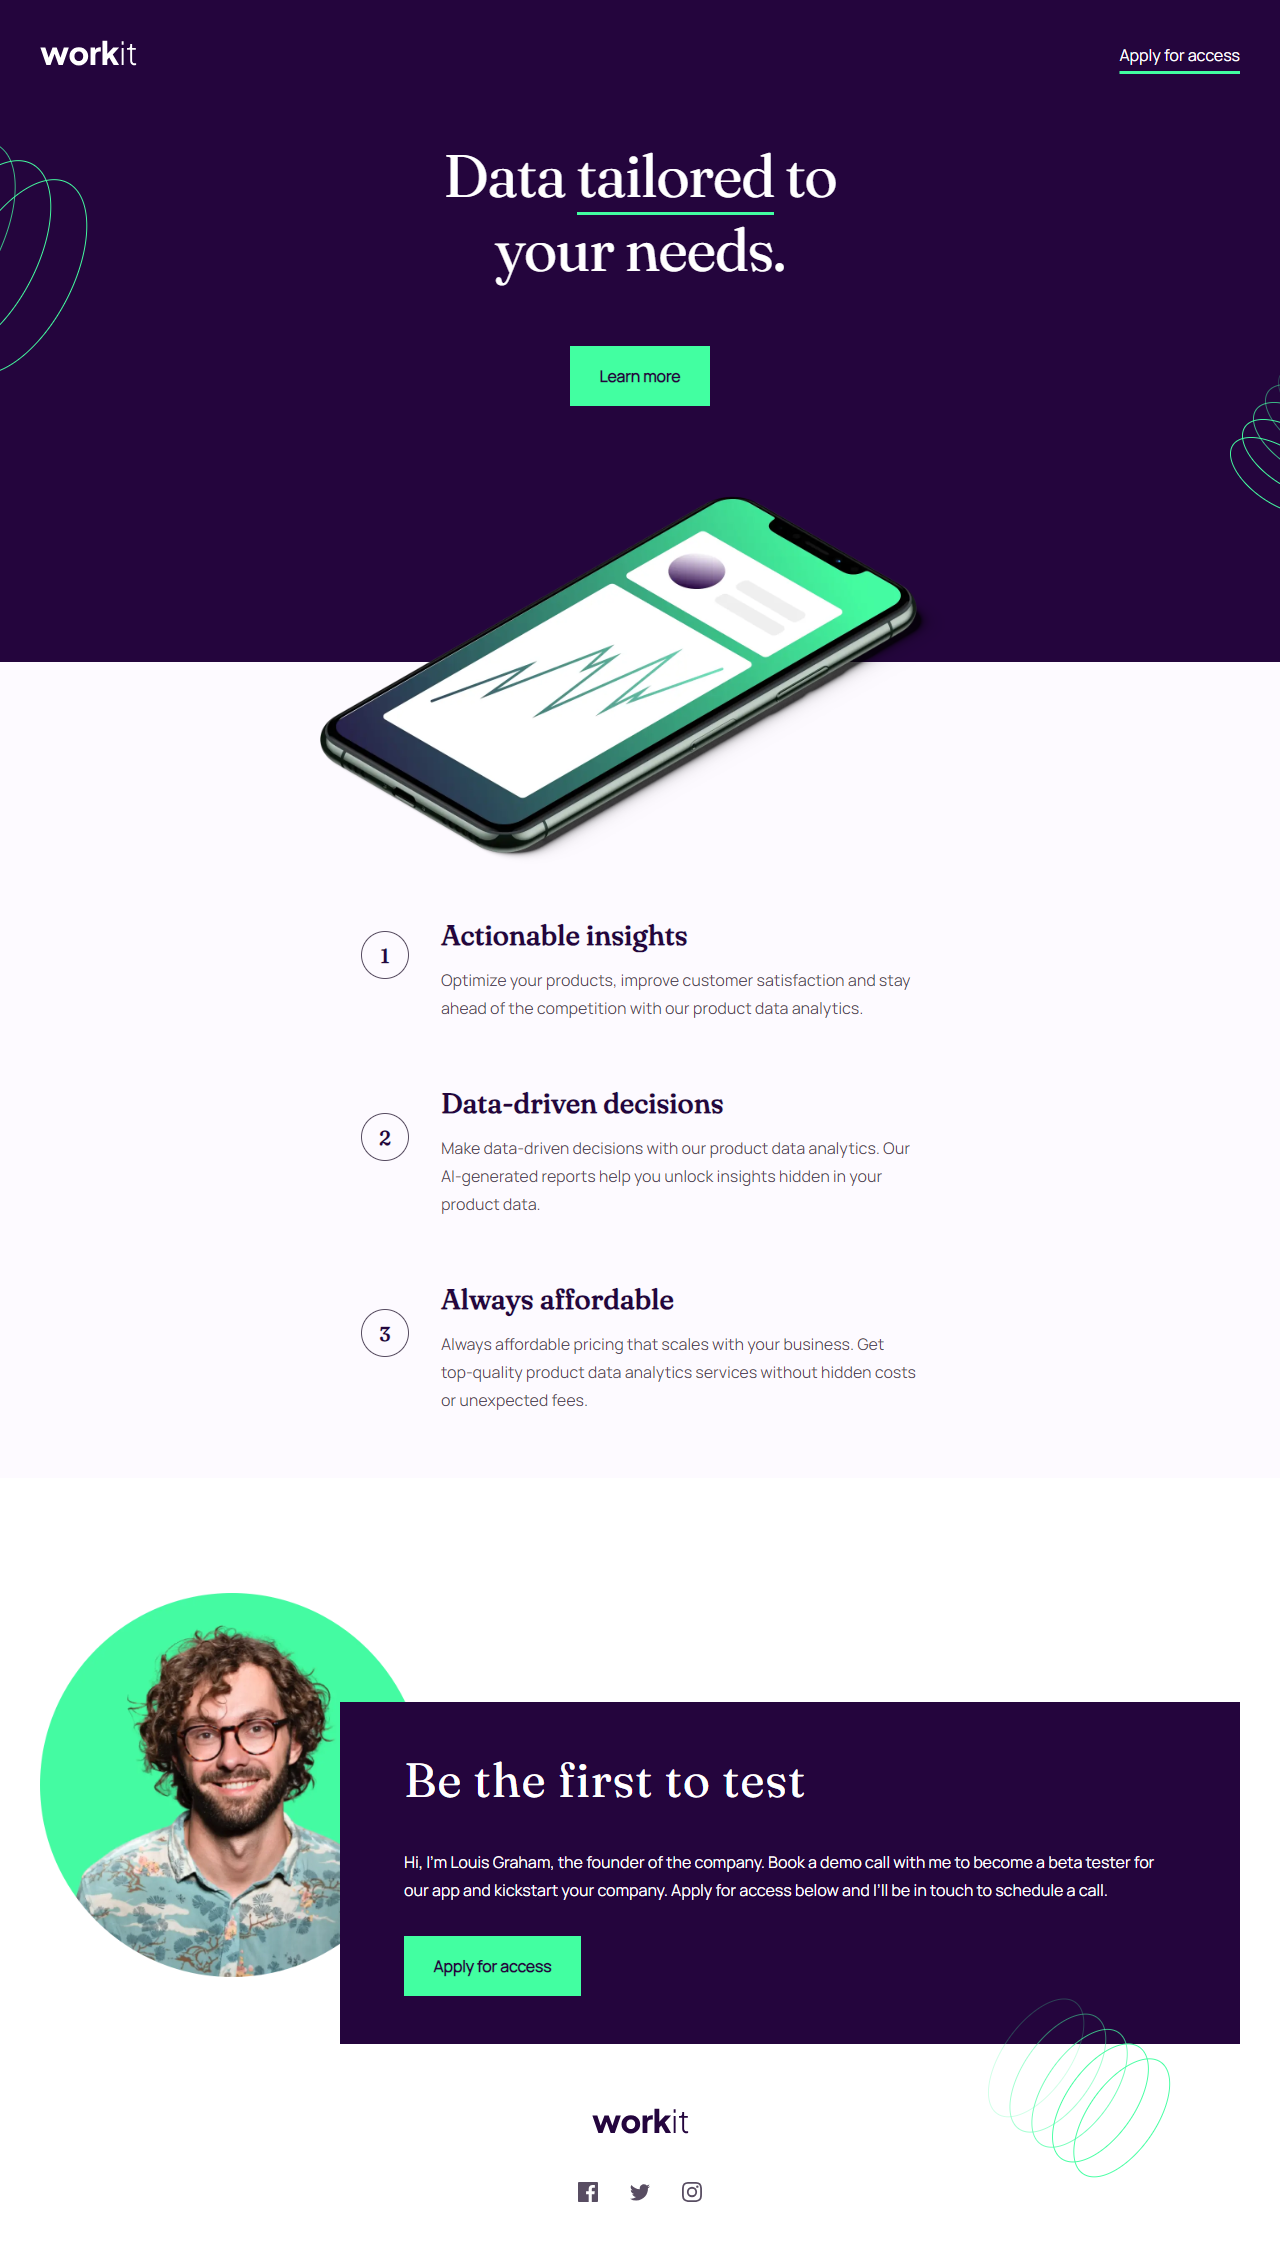 workit
Apply for access
Data tailored to
your needs.
Learn more
1
Actionable insights
Optimize your products, improve customer satisfaction and stay
ahead of the competition with our product data analytics.
2
Data-driven decisions
Make data-driven decisions with our product data analytics. Our
AI-generated reports help you unlock insights hidden in your
product data.
3
Always affordable
Always affordable pricing that scales with your business. Get
top-quality product data analytics services without hidden costs
or unexpected fees.
Be the first to test
Hi, I'm Louis Graham, the founder of the company. Book a demo call with me to become a beta tester for
our app and kickstart your company. Apply for access below and I'll be in touch to schedule a call.
Apply for access
workit